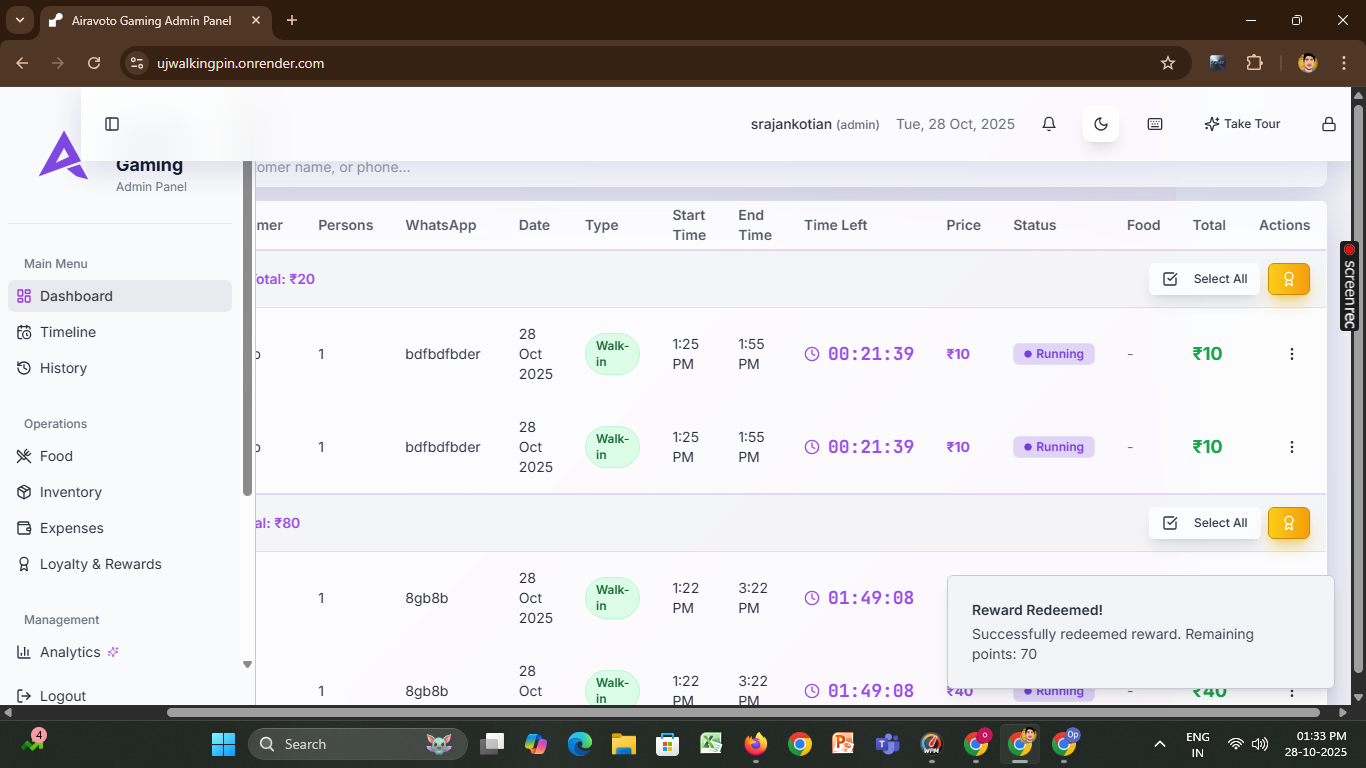 Airavoto Gaming Admin Panel
ujwalkingpin.onrender.com
srajankotian (admin)
Tue, 28 Oct, 2025
Take Tour
Gaming
Admin Panel
Main Menu
Dashboard
Timeline
History
Operations
Food
Inventory
Expenses
Loyalty & Rewards
Management
Analytics
Logout
omer name, or phone...
mer Persons WhatsApp Date Type Start Time End Time Time Left Price Status Food Total Actions
otal: ₹20 Select All
1 bdfbdfbder 28 Oct 2025 Walk-in 1:25 PM 1:55 PM 00:21:39 ₹10 Running - ₹10
1 bdfbdfbder 28 Oct 2025 Walk-in 1:25 PM 1:55 PM 00:21:39 ₹10 Running - ₹10
al: ₹80 Select All
1 8gb8b 28 Oct 2025 Walk-in 1:22 PM 3:22 PM 01:49:08
1 8gb8b 28 Oct Walk-in 1:22 PM 3:22 PM 01:49:08 ₹40 Running - ₹40
Reward Redeemed!
Successfully redeemed reward. Remaining
points: 70
screen rec
4
Search
WPM
Op
ENG
IN
01:33 PM
28-10-2025